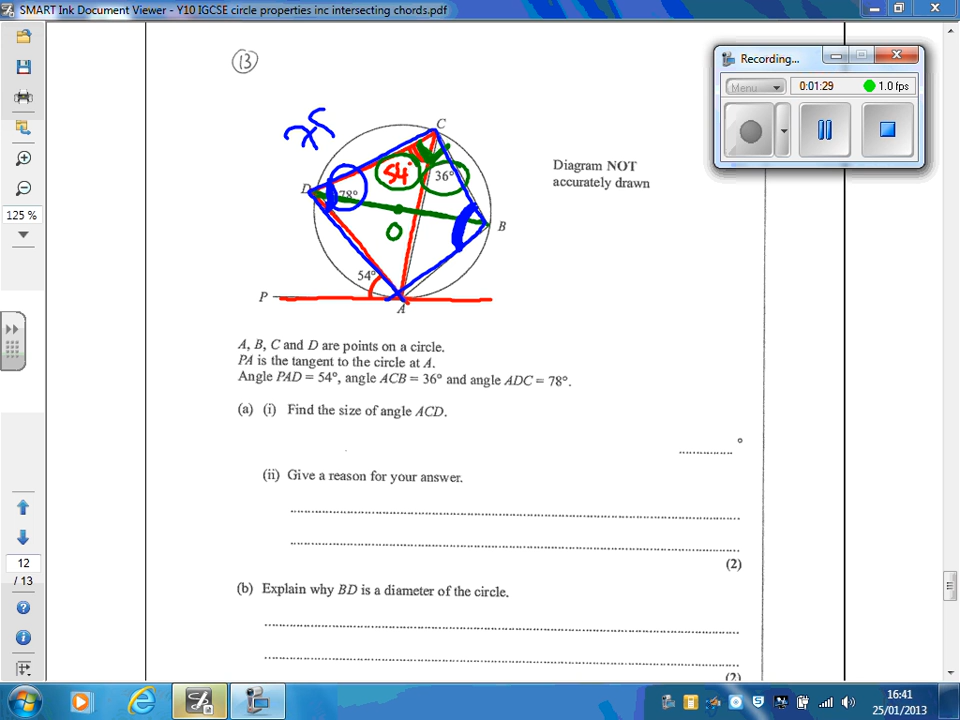 SMART Ink Document Viewer - Y10 IGCSE circle properties inc intersecting chords.pdf
Recording...
Menu
0:01:29
1.0 fps
13
C
D
54°
36°
78°
B
O
54°
P
A
Diagram NOT
accurately drawn
A, B, C and D are points on a circle.
PA is the tangent to the circle at A.
Angle PAD = 54°, angle ACB = 36° and angle ADC = 78°.
(a) (i) Find the size of angle ACD.
°
(ii) Give a reason for your answer.
(2)
(b) Explain why BD is a diameter of the circle.
(2)
125 %
12
/ 13
16:41
25/01/2013